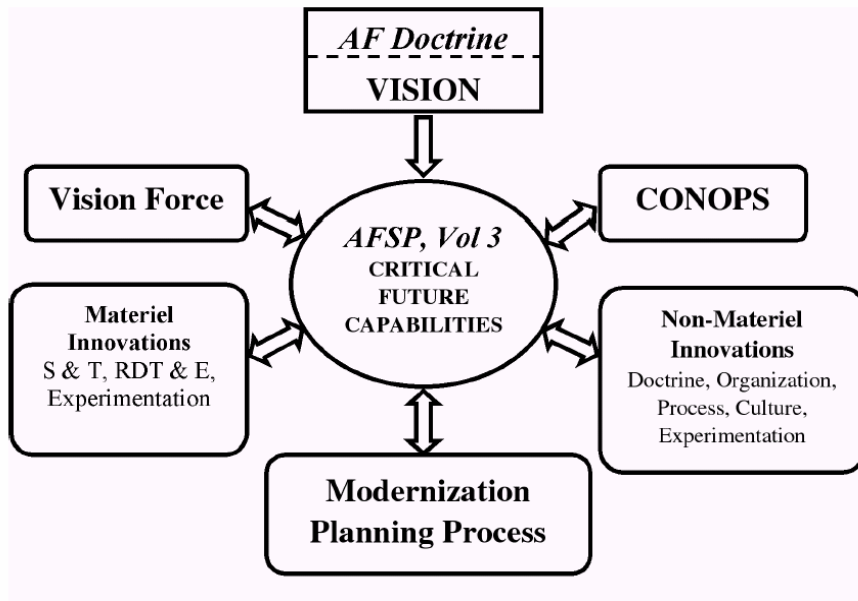 AF Doctrine
VISION
Vision Force
CONOPS
AFSP, Vol 3
CRITICAL
FUTURE
CAPABILITIES
Materiel
Innovations
S & T, RDT & E,
Experimentation
Non-Materiel
Innovations
Doctrine, Organization,
Process, Culture,
Experimentation
Modernization
Planning Process